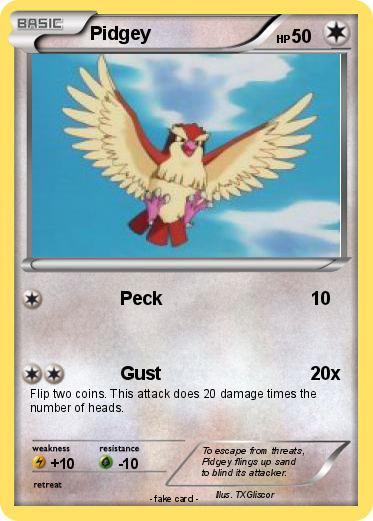 BASIC Pidgey HP50
Peck 10
Gust 20x
Flip two coins. This attack does 20 damage times the
number of heads.
weakness resistance
+10 -10
retreat
To escape from threats,
Pidgey flings up sand
to blind its attacker.
- fake card - Illus. TXGliscor